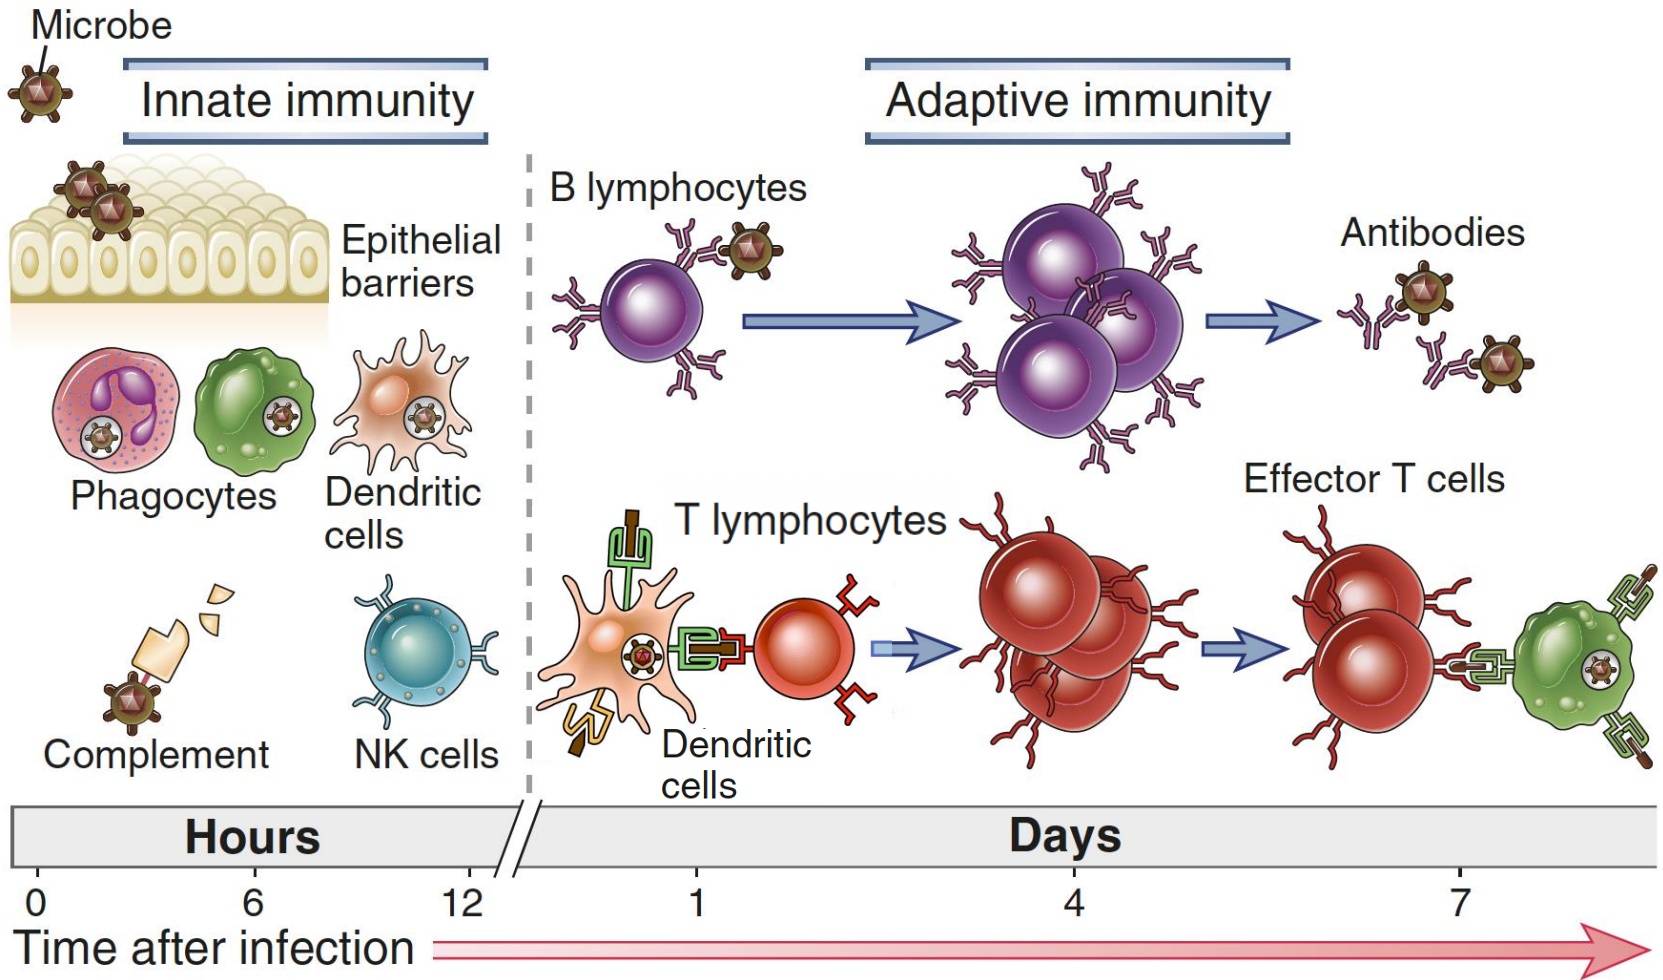 Microbe
Innate immunity
Adaptive immunity
B lymphocytes
Epithelial
barriers
Antibodies
Phagocytes
Dendritic
cells
T lymphocytes
Effector T cells
Complement
NK cells
Dendritic
cells
Hours
Days
0 6 12 1 4 7
Time after infection